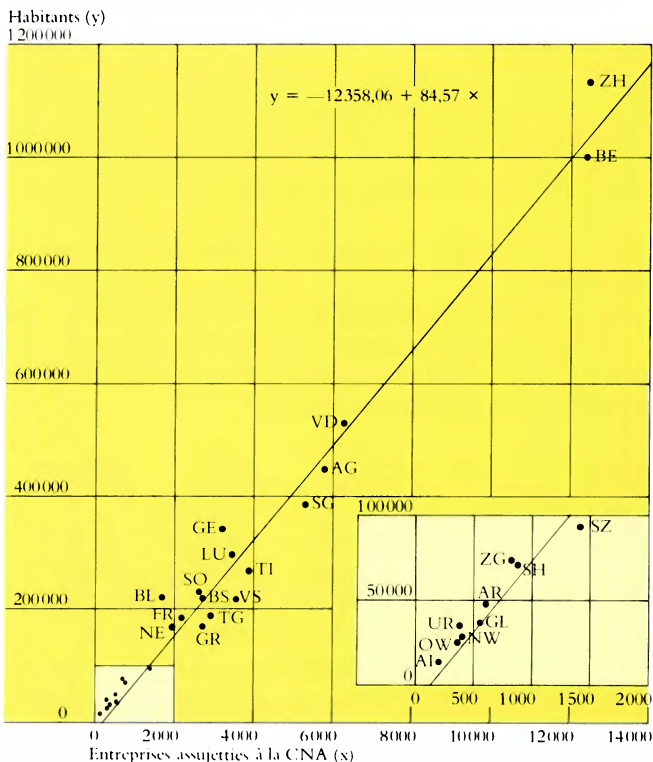 Habitants (y)
1200000
y = —12358,06 + 84,57 ×
ZH
1000000
BE
800000
600000
VD
AG
400000
SG
GE
LU
TI
SO
BL
BS
VS
200000
FR
TG
NE
GR
0
0 2000 4000 6000 8000 10000 12000 14000
Entreprises assujetties à la CNA (x)
100000
SZ
ZG
SH
50000
AR
UR
GL
NW
OW
AI
0
0 500 1000 1500 2000